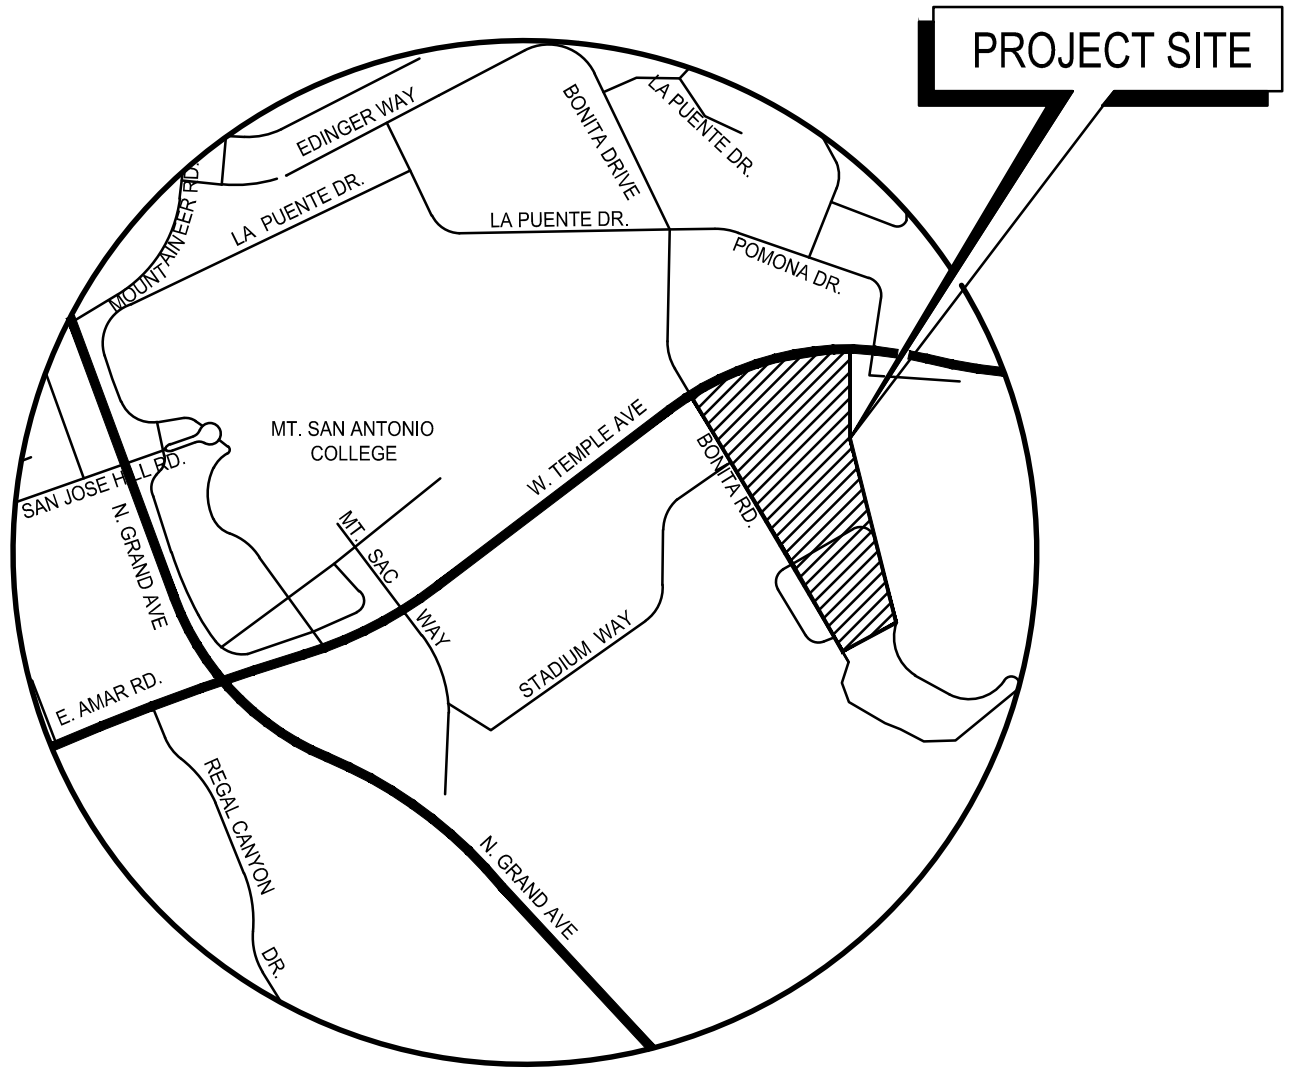 PROJECT SITE
EDINGER WAY
BONITA DRIVE
LA PUENTE DR.
MOUNTAINEER RD.
LA PUENTE DR.
LA PUENTE DR.
POMONA DR.
MT. SAN ANTONIO
COLLEGE
W. TEMPLE AVE
BONITA RD.
SAN JOSE HILL RD.
N. GRAND AVE
MT. SAC WAY
STADIUM WAY
E. AMAR RD.
REGAL CANYON DR.
N. GRAND AVE